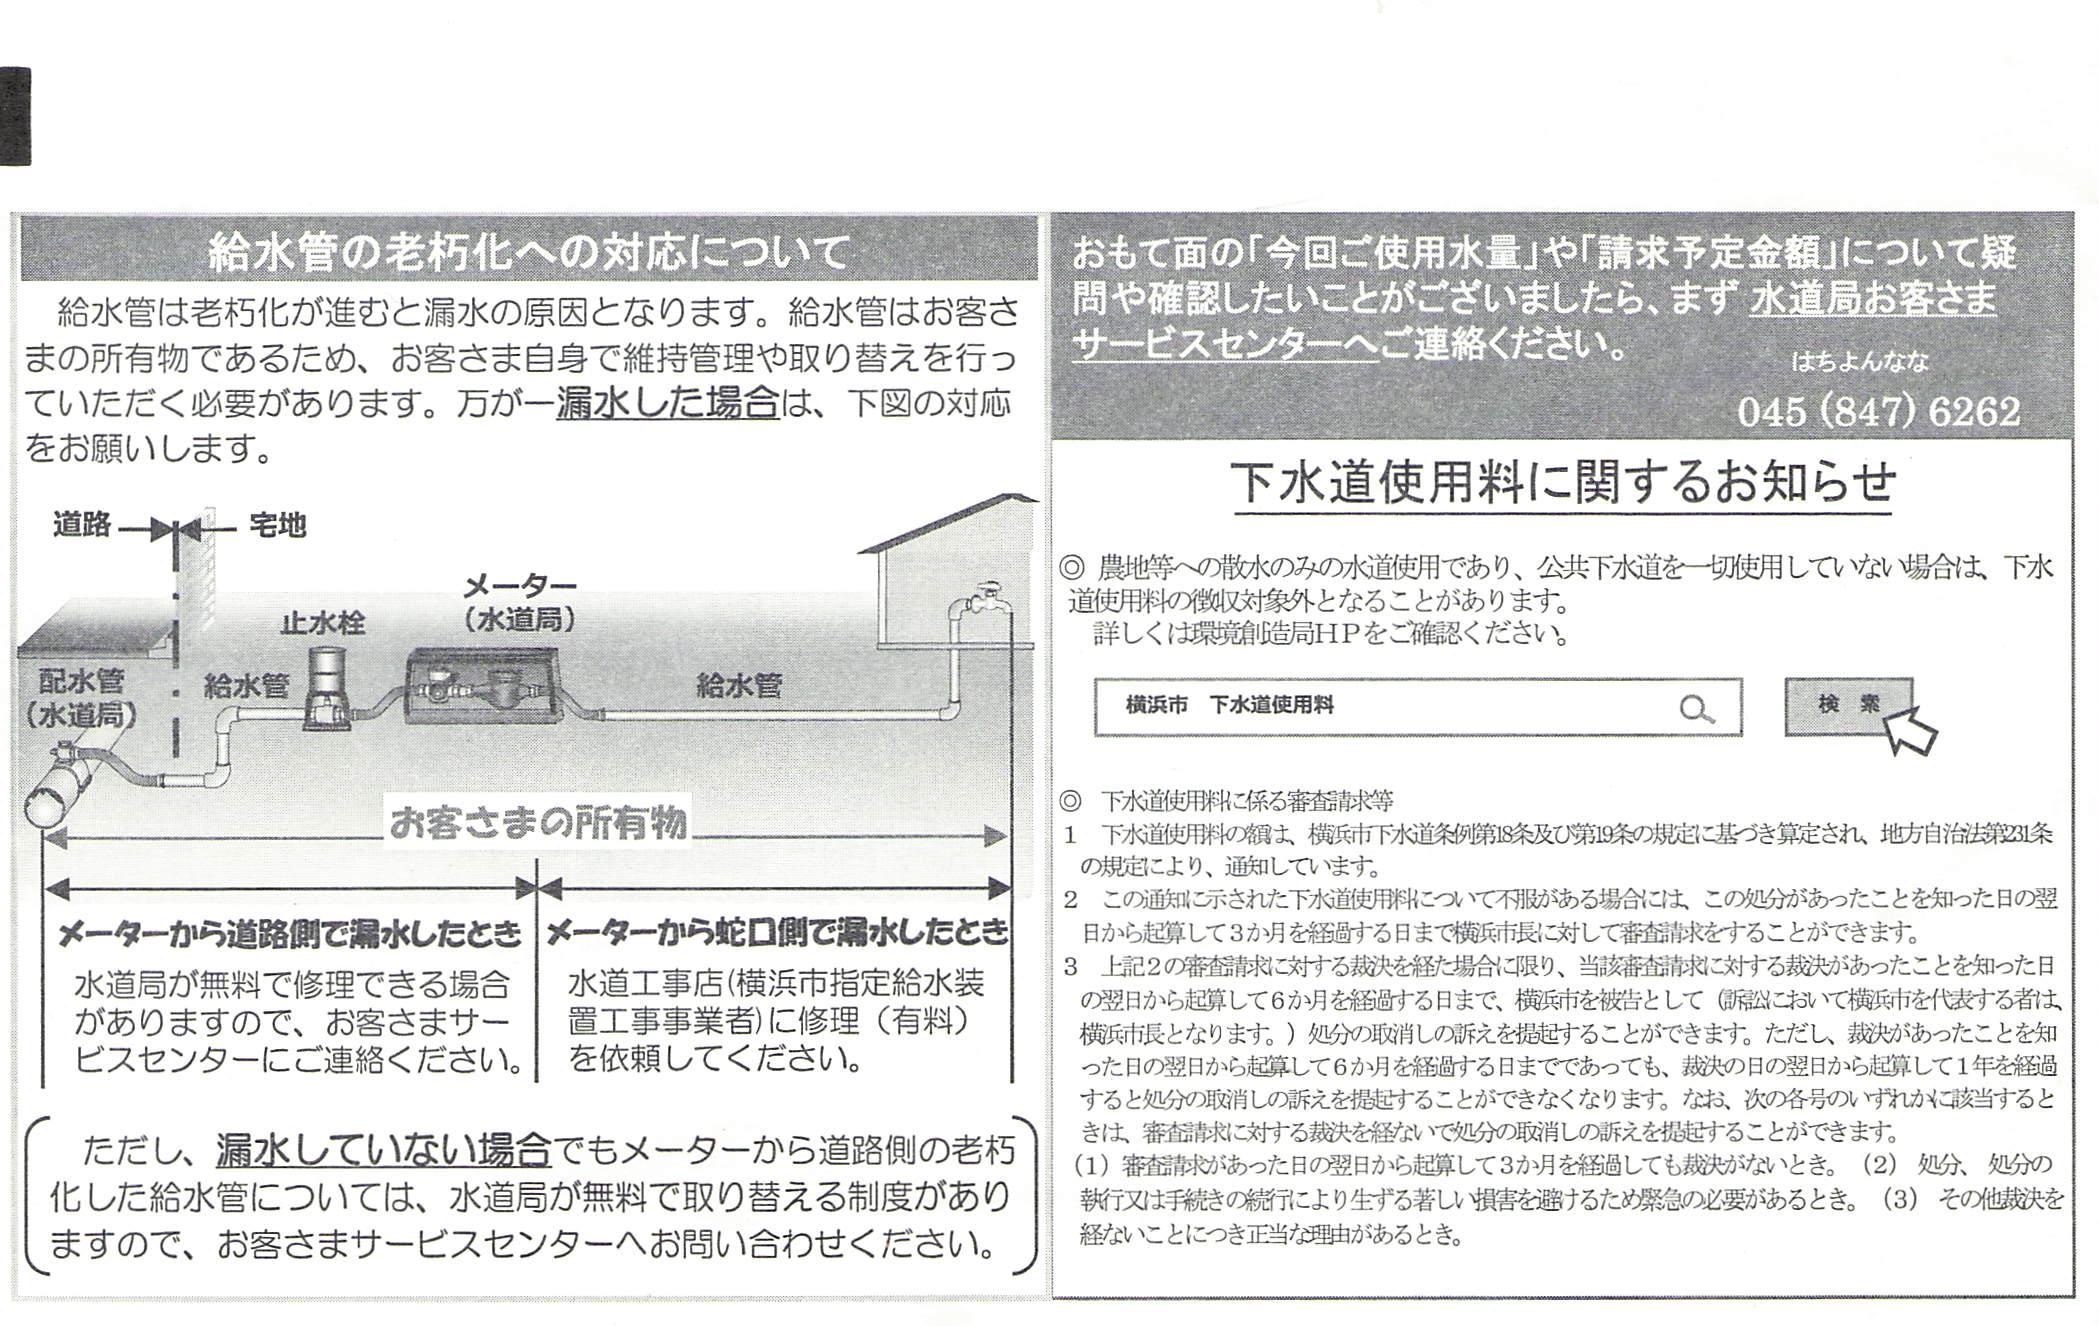 給水管の老朽化への対応について
給水管は老朽化が進むと漏水の原因となります。給水管はお客さ
まの所有物であるため、お客さま自身で維持管理や取り替えを行っ
ていただく必要があります。万が一漏水した場合は、下図の対応
をお願いします。
道路
宅地
メーター
(水道局)
止水栓
配水管
(水道局)
給水管
給水管
お客さまの所有物
メーターから道路側で漏水したとき
水道局が無料で修理できる場合
がありますので、お客さまサー
ビスセンターにご連絡ください。
メーターから蛇口側で漏水したとき
水道工事店(横浜市指定給水装
置工事事業者)に修理（有料）
を依頼してください。
ただし、漏水していない場合でもメーターから道路側の老朽
化した給水管については、水道局が無料で取り替える制度があり
ますので、お客さまサービスセンターへお問い合わせください。
おもて面の「今回ご使用水量」や「請求予定金額」について疑
問や確認したいことがございましたら、まず 水道局お客さま
サービスセンターへご連絡ください。
はちよんなな
045 (847) 6262
下水道使用料に関するお知らせ
◎ 農地等への散水のみの水道使用であり、公共下水道を一切使用していない場合は、下水
道使用料の徴収対象外となることがあります。
詳しくは環境創造局HPをご確認ください。
横浜市 下水道使用料
検 索
◎ 下水道使用料に係る審査請求等
1 下水道使用料の額は、横浜市下水道条例第18条及び第19条の規定に基づき算定され、地方自治法第231条
の規定により、通知しています。
2 この通知に示された下水道使用料について不服がある場合には、この処分があったことを知った日の翌
日から起算して3か月を経過する日まで横浜市長に対して審査請求をすることができます。
3 上記2の審査請求に対する裁決を経た場合に限り、当該審査請求に対する裁決があったことを知った日
の翌日から起算して6か月を経過する日まで、横浜市を被告として（訴訟において横浜市を代表する者は、
横浜市長となります。）処分の取消しの訴えを提起することができます。ただし、裁決があったことを知
った日の翌日から起算して6か月を経過する日までであっても、裁決の日の翌日から起算して1年を経過
すると処分の取消しの訴えを提起することができなくなります。なお、次の各号のいずれかに該当すると
きは、審査請求に対する裁決を経ないで処分の取消しの訴えを提起することができます。
（1）審査請求があった日の翌日から起算して3か月を経過しても裁決がないとき。（2） 処分、処分の
執行又は手続きの続行により生ずる著しい損害を避けるため緊急の必要があるとき。（3） その他裁決を
経ないことにつき正当な理由があるとき。